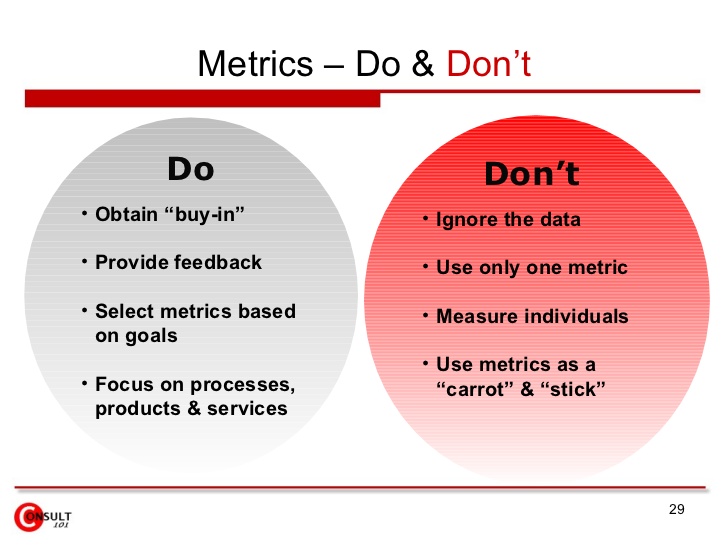 Metrics – Do & Don’t
Do
• Obtain “buy-in”
• Provide feedback
• Select metrics based
on goals
• Focus on processes,
products & services
Don’t
• Ignore the data
• Use only one metric
• Measure individuals
• Use metrics as a
“carrot” & “stick”
29
CONSULT
101